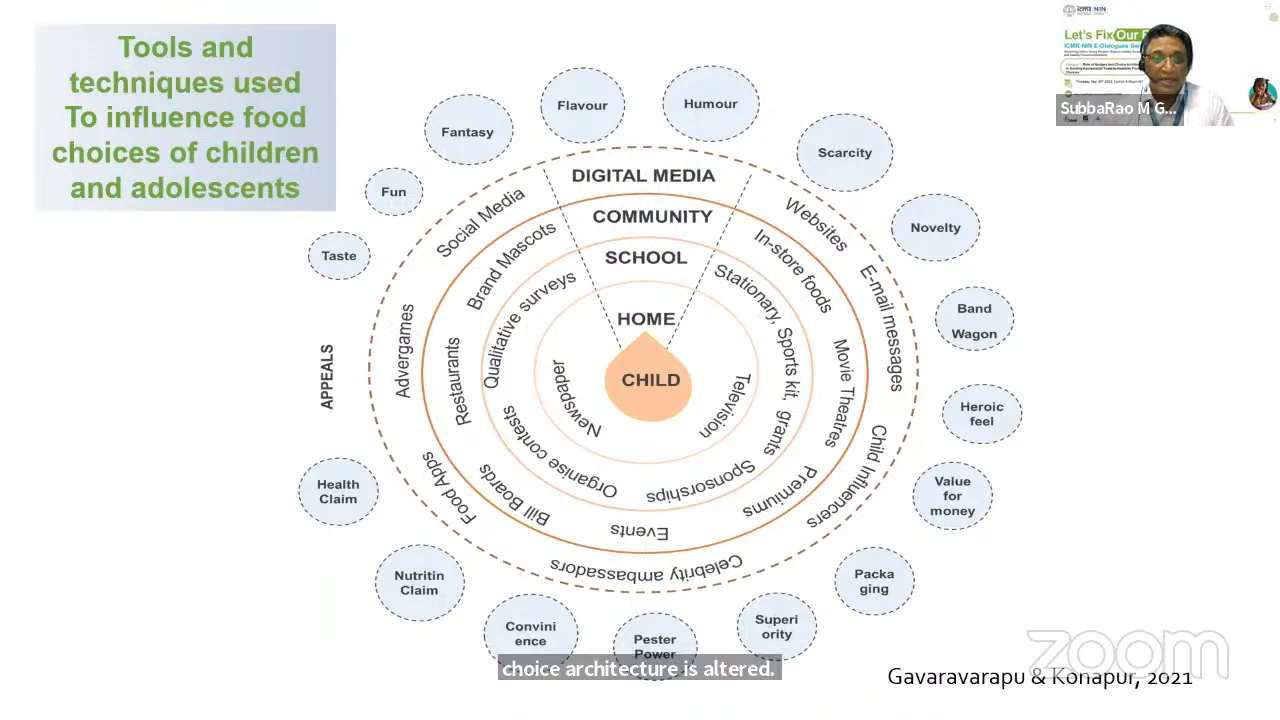 Tools and
techniques used
To influence food
choices of children
and adolescents
Let's Fix Our
SubbaRao M G...
Flavour
Humour
Fantasy
Scarcity
Fun
Novelty
Taste
Band
Wagon
APPEALS
Heroic
feel
Health
Claim
Value
for
money
Nutritin
Claim
Packa
ging
Convini
ence
Pester
Power
Superi
ority
DIGITAL MEDIA
Social Media
Websites
E-mail messages
Child Influencers
Celebrity ambassadors
Food Apps
Advergames
COMMUNITY
Brand Mascots
In-store foods
Movie Theatres
Premiums
Events
Bill Boards
Restaurants
SCHOOL
Qualitative surveys
Stationary, Sports kit, grants
Sponsorships
Organise contests
HOME
Newspaper
Television
CHILD
choice architecture is altered.
zoom
Gavaravarapu & Konapur, 2021